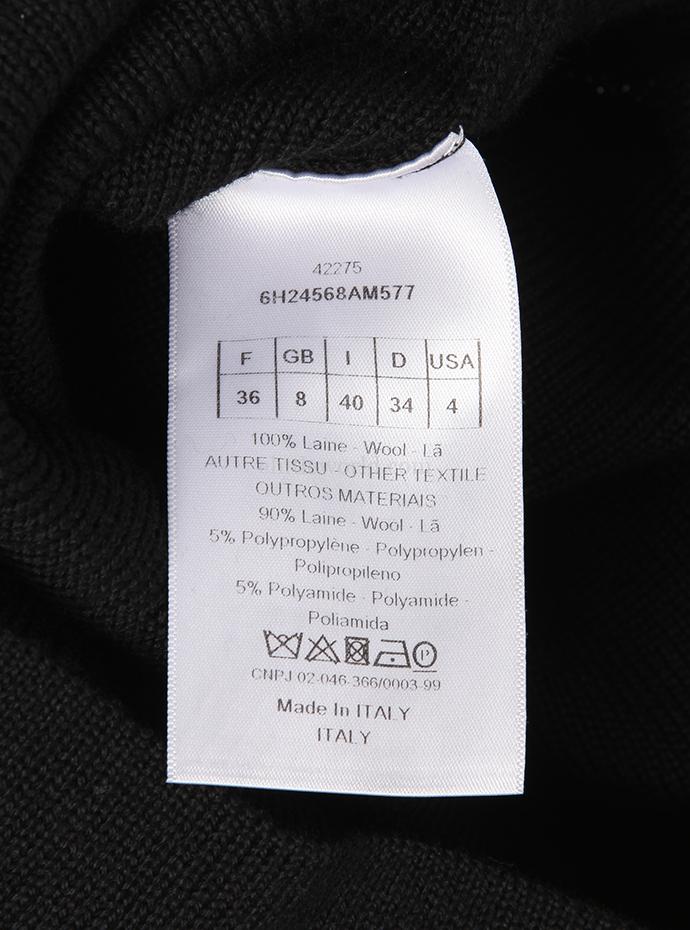 42275
6H24568AM577
F GB I D USA
36 8 40 34 4
100% Laine - Wool - Lã
AUTRE TISSU - OTHER TEXTILE
OUTROS MATERIAIS
90% Laine - Wool - Lã
5% Polypropylène - Polypropylen -
Polipropileno
5% Polyamide - Polyamide -
Poliamida
P
CNPJ 02-046-366/0003-99
Made In ITALY
ITALY